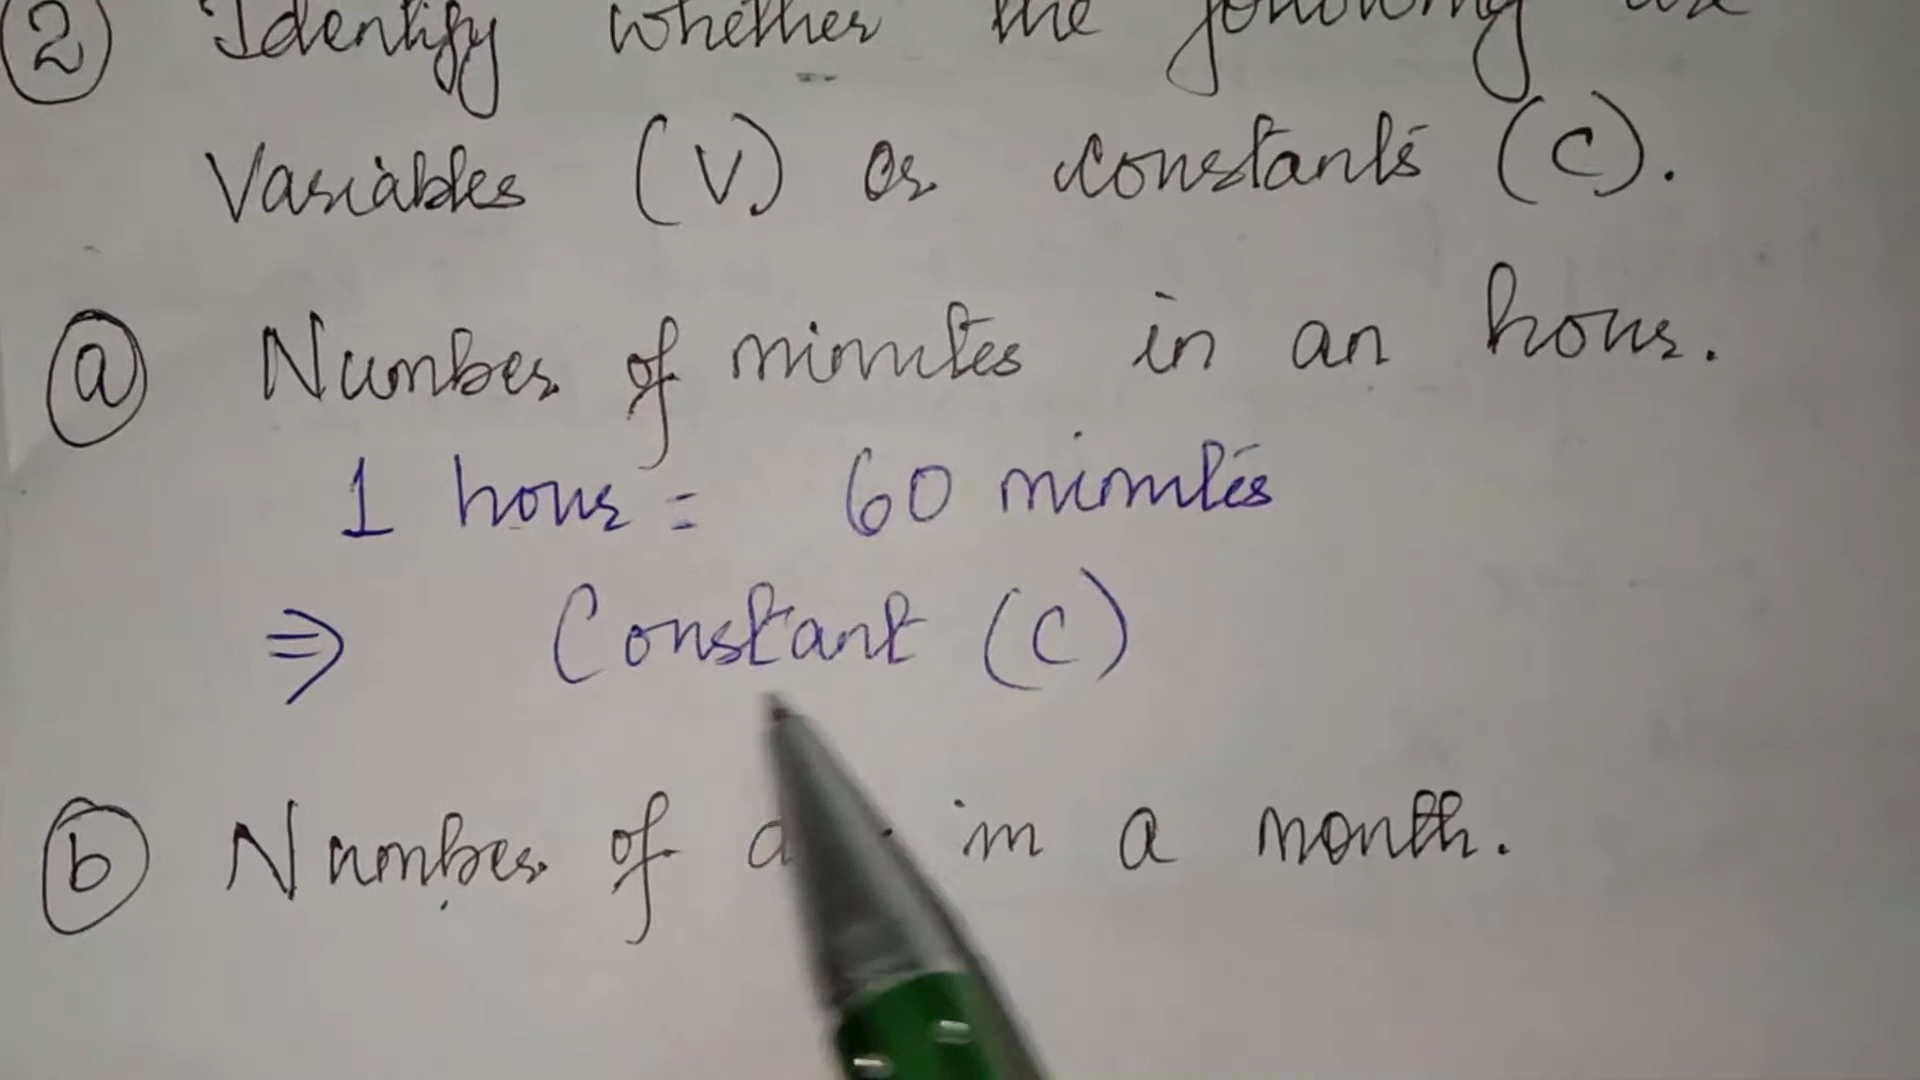 2 Identify whether the following
Variables (V) or constants (C).
a Number of minutes in an hour.
1 hour = 60 minutes
⇒ Constant (C)
b Number of in a month.